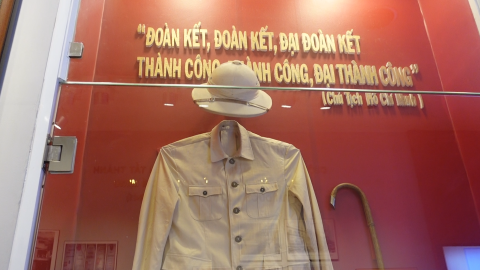 “ĐOÀN KẾT, ĐOÀN KẾT, ĐẠI ĐOÀN KẾT
THÀNH CÔNG, THÀNH CÔNG, ĐẠI THÀNH CÔNG”
(Chủ Tịch Hồ Chí Minh)